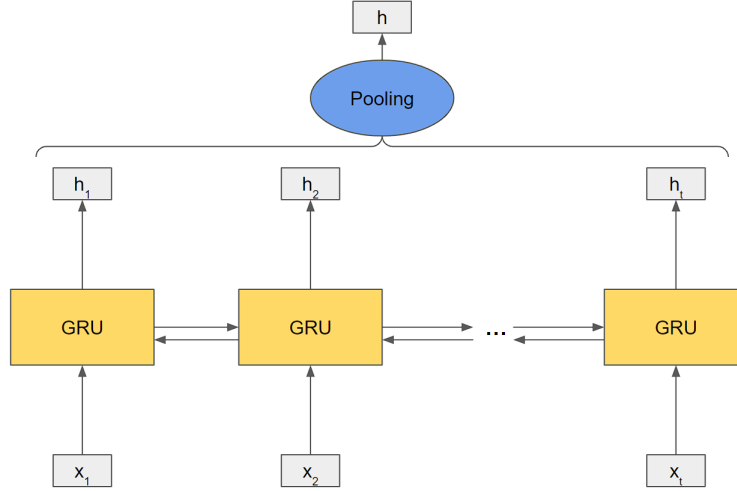 h
Pooling
h₁ h₂ hₜ
GRU GRU ... GRU
x₁ x₂ xₜ